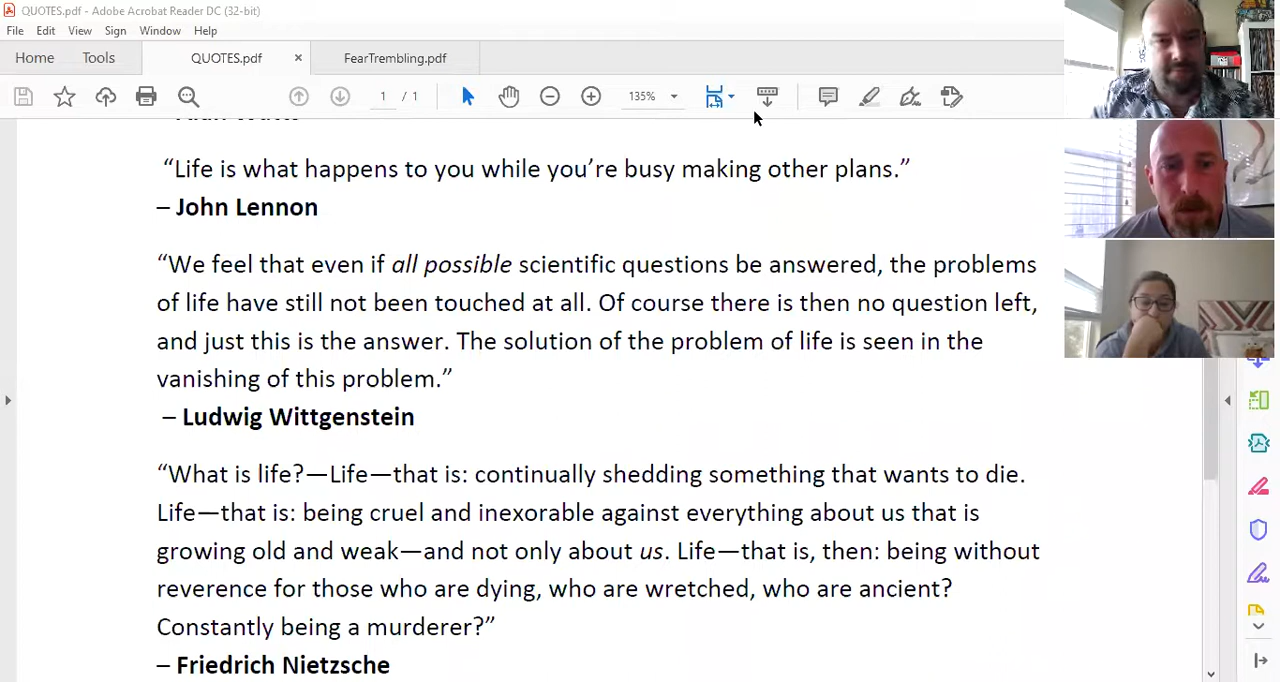 QUOTES.pdf - Adobe Acrobat Reader DC (32-bit)
File Edit View Sign Window Help
Home Tools QUOTES.pdf × FearTrembling.pdf
1 / 1 135%
“Life is what happens to you while you’re busy making other plans.”
– John Lennon
“We feel that even if all possible scientific questions be answered, the problems
of life have still not been touched at all. Of course there is then no question left,
and just this is the answer. The solution of the problem of life is seen in the
vanishing of this problem.”
– Ludwig Wittgenstein
“What is life?—Life—that is: continually shedding something that wants to die.
Life—that is: being cruel and inexorable against everything about us that is
growing old and weak—and not only about us. Life—that is, then: being without
reverence for those who are dying, who are wretched, who are ancient?
Constantly being a murderer?”
– Friedrich Nietzsche